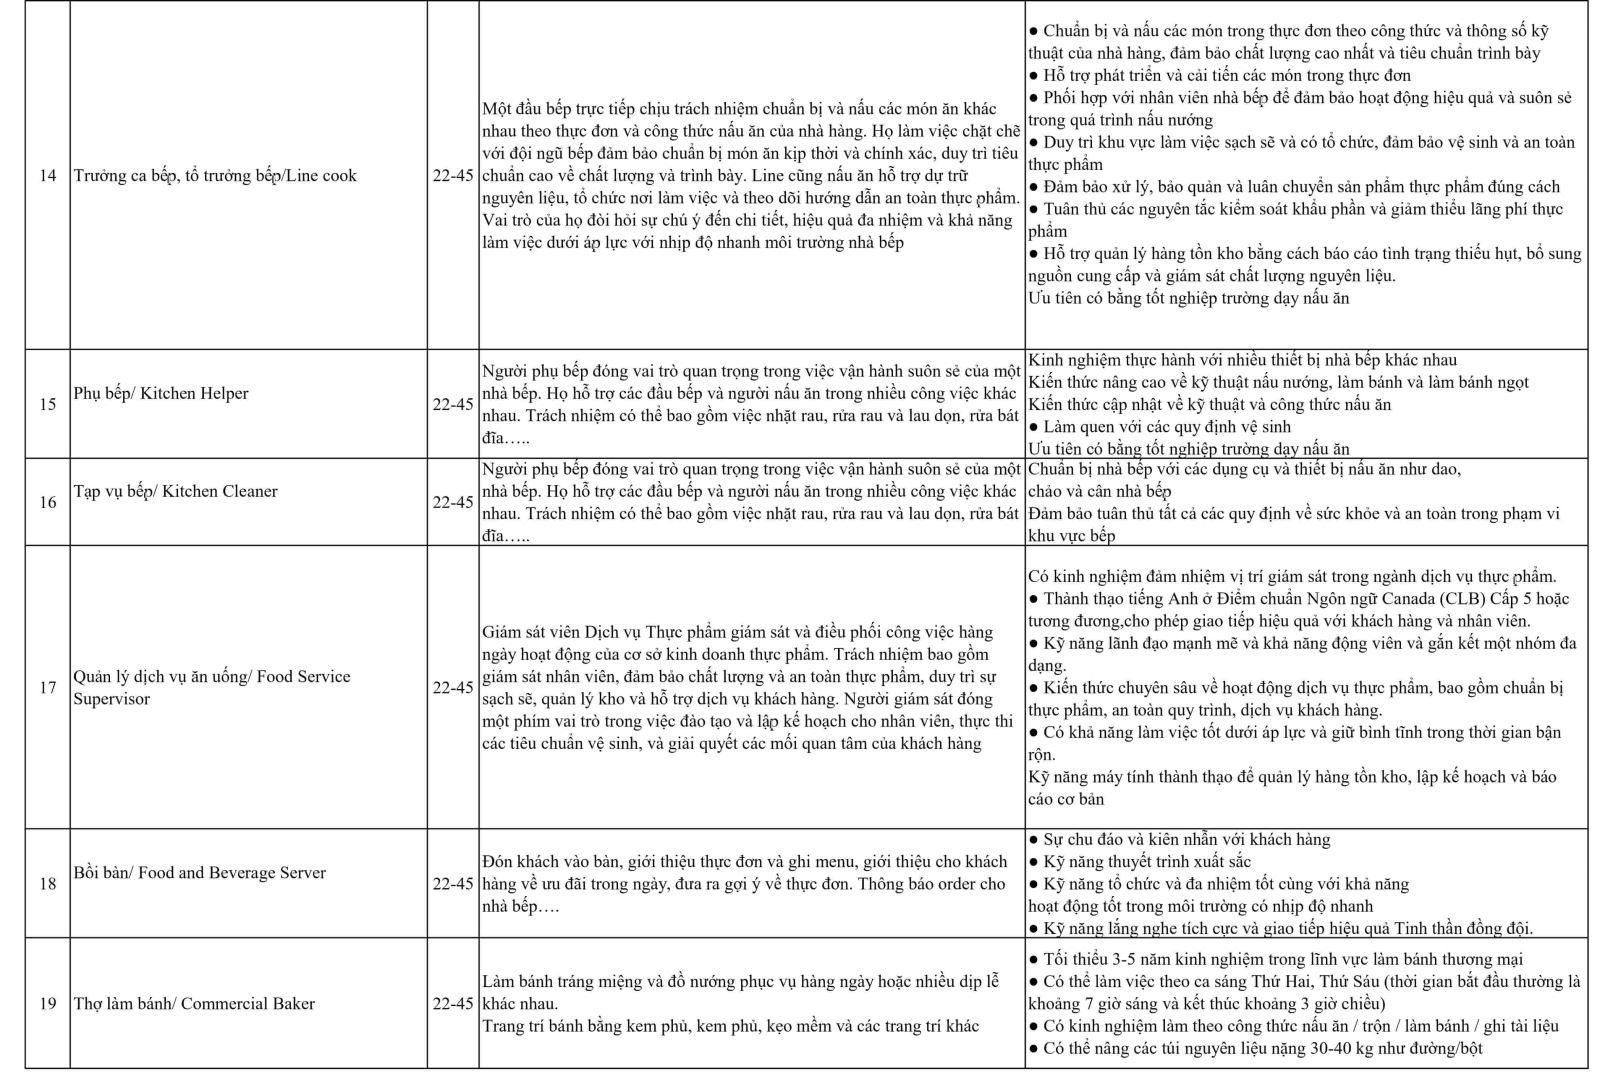 14
Trưởng ca bếp, tổ trưởng bếp/Line cook
22-45
Một đầu bếp trực tiếp chịu trách nhiệm chuẩn bị và nấu các món ăn khác
nhau theo thực đơn và công thức nấu ăn của nhà hàng. Họ làm việc chặt chẽ
với đội ngũ bếp đảm bảo chuẩn bị món ăn kịp thời và chính xác, duy trì tiêu
chuẩn cao về chất lượng và trình bày. Line cũng nấu ăn hỗ trợ dự trữ
nguyên liệu, tổ chức nơi làm việc và theo dõi hướng dẫn an toàn thực phẩm.
Vai trò của họ đòi hỏi sự chú ý đến chi tiết, hiệu quả đa nhiệm và khả năng
làm việc dưới áp lực với nhịp độ nhanh môi trường nhà bếp
● Chuẩn bị và nấu các món trong thực đơn theo công thức và thông số kỹ
thuật của nhà hàng, đảm bảo chất lượng cao nhất và tiêu chuẩn trình bày
● Hỗ trợ phát triển và cải tiến các món trong thực đơn
● Phối hợp với nhân viên nhà bếp để đảm bảo hoạt động hiệu quả và suôn sẻ
trong quá trình nấu nướng
● Duy trì khu vực làm việc sạch sẽ và có tổ chức, đảm bảo vệ sinh và an toàn
thực phẩm
● Đảm bảo xử lý, bảo quản và luân chuyển sản phẩm thực phẩm đúng cách
● Tuân thủ các nguyên tắc kiểm soát khẩu phần và giảm thiểu lãng phí thực
phẩm
● Hỗ trợ quản lý hàng tồn kho bằng cách báo cáo tình trạng thiếu hụt, bổ sung
nguồn cung cấp và giám sát chất lượng nguyên liệu.
Ưu tiên có bằng tốt nghiệp trường dạy nấu ăn
15
Phụ bếp/ Kitchen Helper
22-45
Người phụ bếp đóng vai trò quan trọng trong việc vận hành suôn sẻ của một
nhà bếp. Họ hỗ trợ các đầu bếp và người nấu ăn trong nhiều công việc khác
nhau. Trách nhiệm có thể bao gồm việc nhặt rau, rửa rau và lau dọn, rửa bát
đĩa…..
Kinh nghiệm thực hành với nhiều thiết bị nhà bếp khác nhau
Kiến thức nâng cao về kỹ thuật nấu nướng, làm bánh và làm bánh ngọt
Kiến thức cập nhật về kỹ thuật và công thức nấu ăn
● Làm quen với các quy định vệ sinh
Ưu tiên có bằng tốt nghiệp trường dạy nấu ăn
16
Tạp vụ bếp/ Kitchen Cleaner
22-45
Người phụ bếp đóng vai trò quan trọng trong việc vận hành suôn sẻ của một
nhà bếp. Họ hỗ trợ các đầu bếp và người nấu ăn trong nhiều công việc khác
nhau. Trách nhiệm có thể bao gồm việc nhặt rau, rửa rau và lau dọn, rửa bát
đĩa…..
Chuẩn bị nhà bếp với các dụng cụ và thiết bị nấu ăn như dao,
chảo và cân nhà bếp
Đảm bảo tuân thủ tất cả các quy định về sức khỏe và an toàn trong phạm vi
khu vực bếp
17
Quản lý dịch vụ ăn uống/ Food Service
Supervisor
22-45
Giám sát viên Dịch vụ Thực phẩm giám sát và điều phối công việc hàng
ngày hoạt động của cơ sở kinh doanh thực phẩm. Trách nhiệm bao gồm
giám sát nhân viên, đảm bảo chất lượng và an toàn thực phẩm, duy trì sự
sạch sẽ, quản lý kho và hỗ trợ dịch vụ khách hàng. Người giám sát đóng
một phím vai trò trong việc đào tạo và lập kế hoạch cho nhân viên, thực thi
các tiêu chuẩn vệ sinh, và giải quyết các mối quan tâm của khách hàng
Có kinh nghiệm đảm nhiệm vị trí giám sát trong ngành dịch vụ thực phẩm.
● Thành thạo tiếng Anh ở Điểm chuẩn Ngôn ngữ Canada (CLB) Cấp 5 hoặc
tương đương,cho phép giao tiếp hiệu quả với khách hàng và nhân viên.
● Kỹ năng lãnh đạo mạnh mẽ và khả năng động viên và gắn kết một nhóm đa
dạng.
● Kiến thức chuyên sâu về hoạt động dịch vụ thực phẩm, bao gồm chuẩn bị
thực phẩm, an toàn quy trình, dịch vụ khách hàng.
● Có khả năng làm việc tốt dưới áp lực và giữ bình tĩnh trong thời gian bận
rộn.
Kỹ năng máy tính thành thạo để quản lý hàng tồn kho, lập kế hoạch và báo
cáo cơ bản
18
Bồi bàn/ Food and Beverage Server
22-45
Đón khách vào bàn, giới thiệu thực đơn và ghi menu, giới thiệu cho khách
hàng về ưu đãi trong ngày, đưa ra gợi ý về thực đơn. Thông báo order cho
nhà bếp….
● Sự chu đáo và kiên nhẫn với khách hàng
● Kỹ năng thuyết trình xuất sắc
● Kỹ năng tổ chức và đa nhiệm tốt cùng với khả năng
hoạt động tốt trong môi trường có nhịp độ nhanh
● Kỹ năng lắng nghe tích cực và giao tiếp hiệu quả Tinh thần đồng đội.
19
Thợ làm bánh/ Commercial Baker
22-45
Làm bánh tráng miệng và đồ nướng phục vụ hàng ngày hoặc nhiều dịp lễ
khác nhau.
Trang trí bánh bằng kem phủ, kem phủ, kẹo mềm và các trang trí khác
● Tối thiểu 3-5 năm kinh nghiệm trong lĩnh vực làm bánh thương mại
● Có thể làm việc theo ca sáng Thứ Hai, Thứ Sáu (thời gian bắt đầu thường là
khoảng 7 giờ sáng và kết thúc khoảng 3 giờ chiều)
● Có kinh nghiệm làm theo công thức nấu ăn / trộn / làm bánh / ghi tài liệu
● Có thể nâng các túi nguyên liệu nặng 30-40 kg như đường/bột